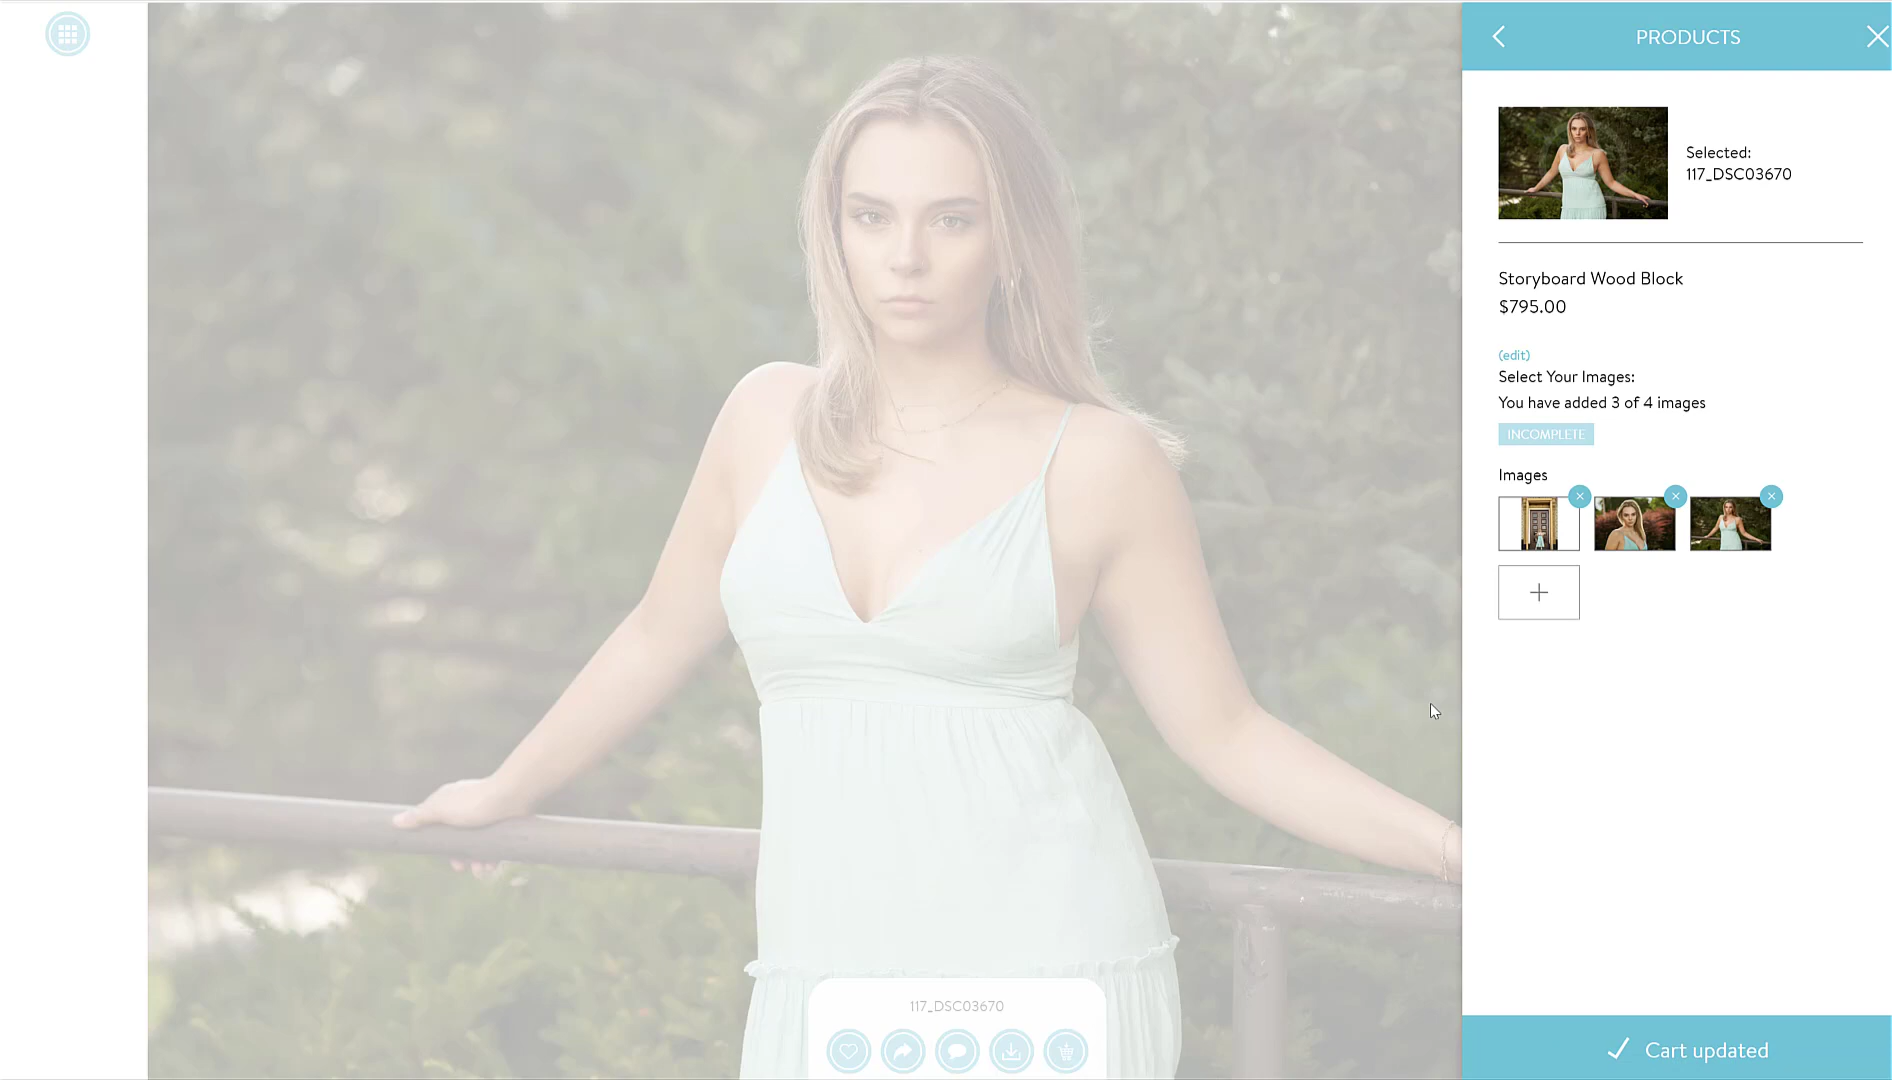 PRODUCTS
Selected:
117_DSC03670
Storyboard Wood Block
$795.00
(edit)
Select Your Images:
You have added 3 of 4 images
INCOMPLETE
Images
117_DSC03670
Cart updated